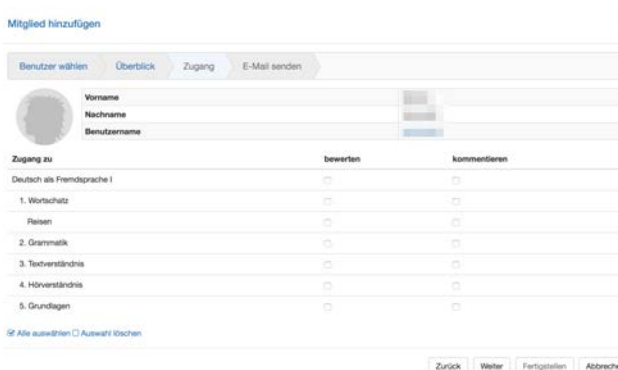 Mitglied hinzufügen
Benutzer wählen Überblick Zugang E-Mail senden
Vorname
Nachname
Benutzername
Zugang zu bewerten kommentieren
Deutsch als Fremdsprache I
1. Wortschatz
Reisen
2. Grammatik
3. Textverständnis
4. Hörverständnis
5. Grundlagen
Alle auswählen Auswahl löschen
Zurück Weiter Fertigstellen Abbreche